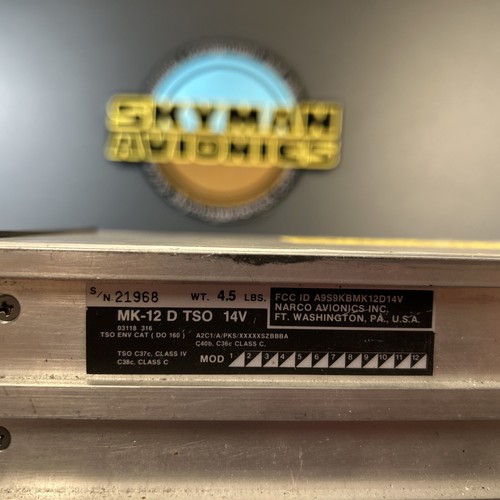 SKYMAN
AVIONICS
S/N 21968 WT. 4.5 LBS.
FCC ID A9S9KBMK12D14V
NARCO AVIONICS INC.
FT. WASHINGTON, PA., U.S.A.
MK-12 D TSO 14V
03118 316
TSO ENV CAT ( DO 160 ) A2C1/A/PKS/XXXXXSZBBBA
C40b, C36c CLASS C.
TSO C37c, CLASS IV
C38c, CLASS C
MOD 1 2 3 4 5 6 7 8 9 10 11 12